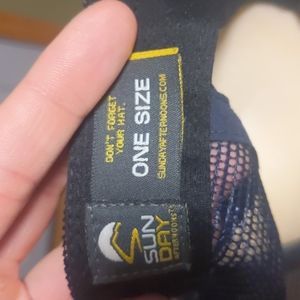 DON'T FORGET
YOUR HAT.
ONE SIZE
SUNDAYAFTERNOONS.COM
SUN
DAY
AFTERNOONS